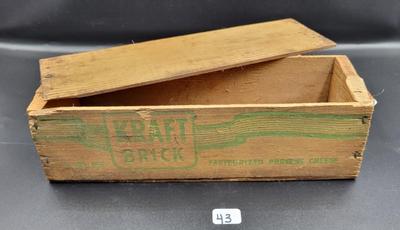 KRAFT
BRICK
PASTEURIZED PROCESS CHEESE
43